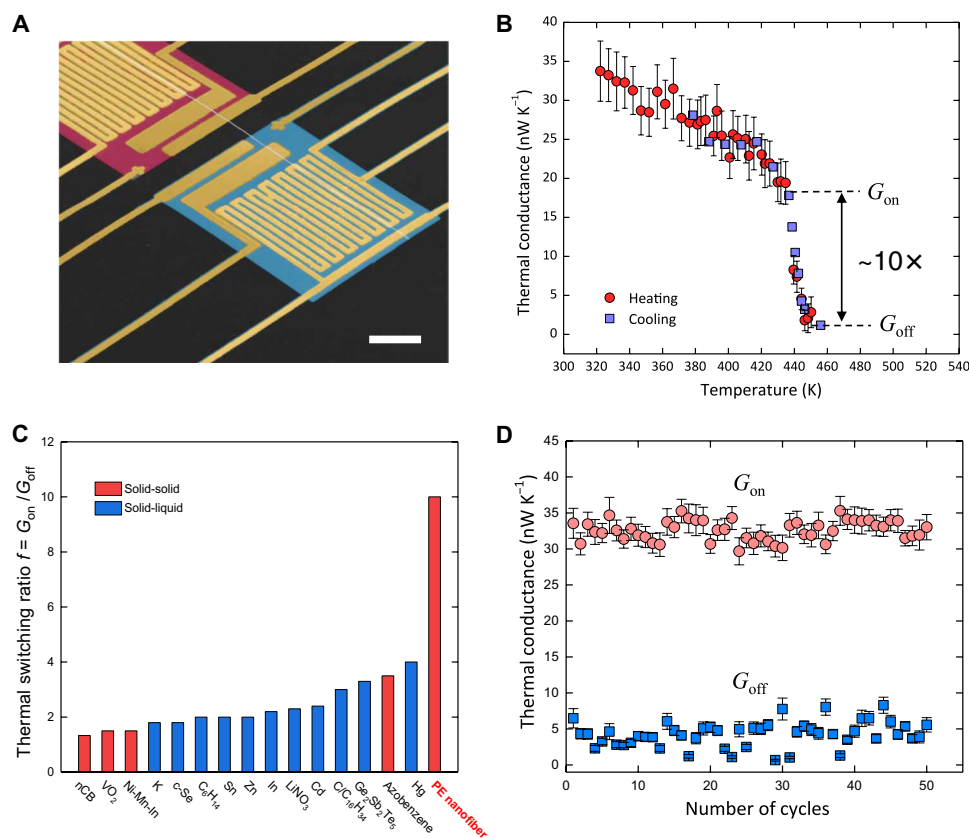 A
B
Thermal conductance (nW K⁻¹)
40
35
30
25
20
15
10
5
0
G_on
~10×
G_off
Heating
Cooling
300 320 340 360 380 400 420 440 460 480 500 520 540
Temperature (K)
C
Thermal switching ratio f = G_on / G_off
12
10
8
6
4
2
0
Solid-solid
Solid-liquid
nCB
VO₂
Ni-Mn-In
K
c-Se
C₆H₁₄
Sn
Zn
In
LiNO₃
Cd
C/C₁₆H₃₄
Ge₂Sb₂Te₅
Azobenzene
Hg
PE nanofiber
D
Thermal conductance (nW K⁻¹)
45
40
35
30
25
20
15
10
5
0
G_on
G_off
0 10 20 30 40 50
Number of cycles